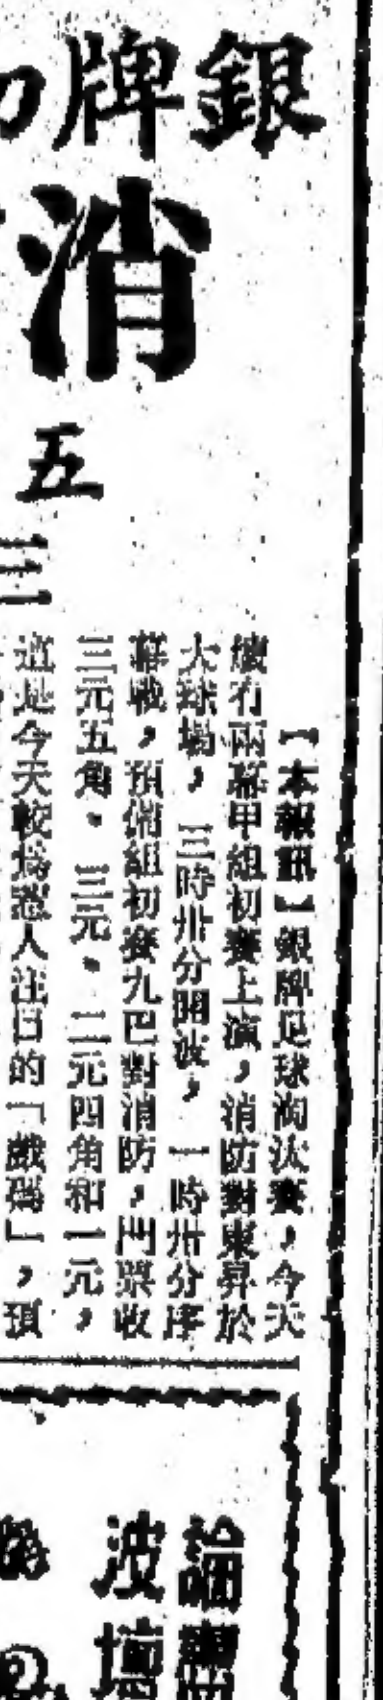 銀牌
消
五
【本報訊】銀牌足球淘汰賽，今天
還有兩幕甲組初賽上演，消防對東昇於
大球場，三時卅分開波，一時卅分序
幕戰，預備組初賽九巴對消防，門票收
三元五角．三元．二元四角和一元，
這是今天較為惹人注目的「戲碼」，預
論
波壇